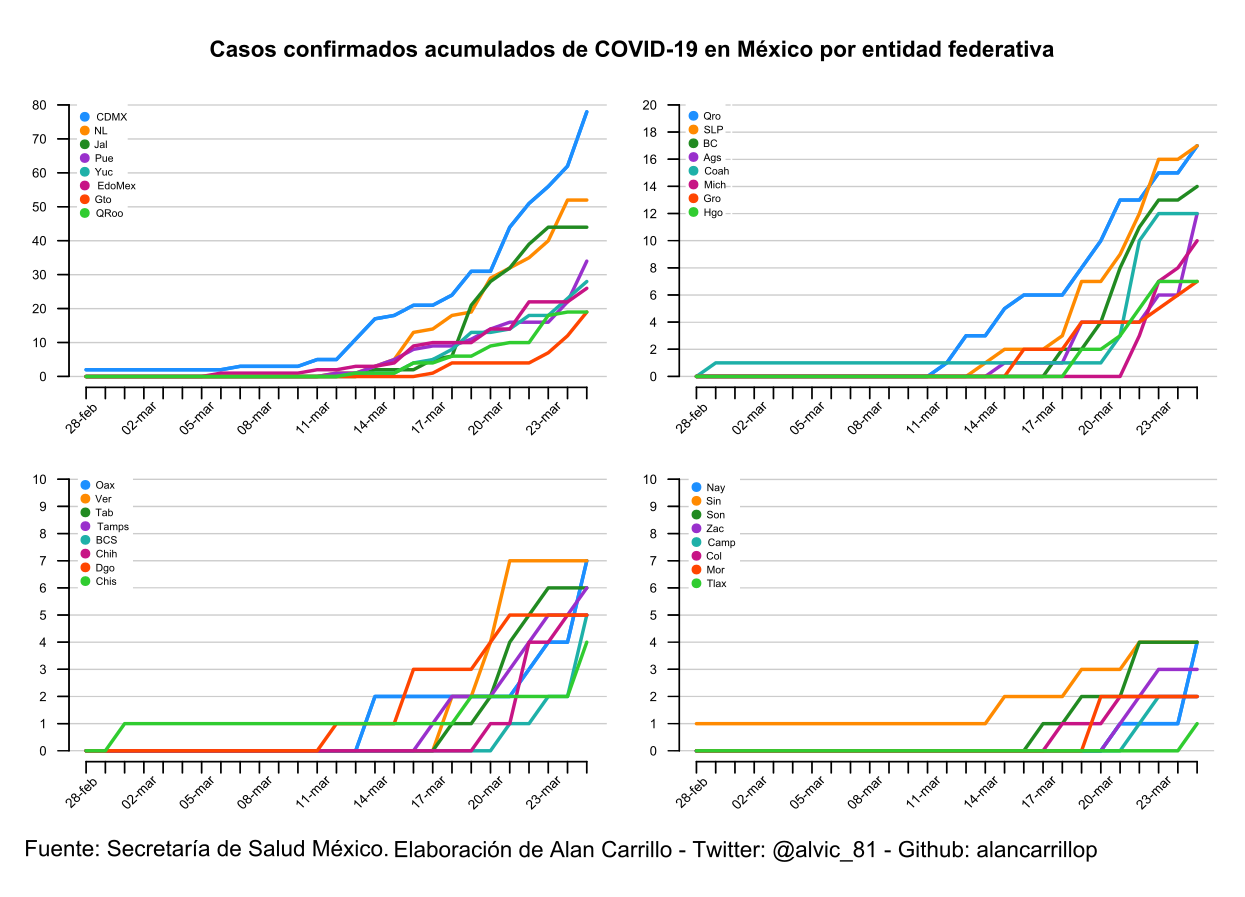 Casos confirmados acumulados de COVID-19 en México por entidad federativa
80
70
60
50
40
30
20
10
0
CDMX
NL
Jal
Pue
Yuc
EdoMex
Gto
QRoo
28-feb
02-mar
05-mar
08-mar
11-mar
14-mar
17-mar
20-mar
23-mar
20
18
16
14
12
10
8
6
4
2
0
Qro
SLP
BC
Ags
Coah
Mich
Gro
Hgo
28-feb
02-mar
05-mar
08-mar
11-mar
14-mar
17-mar
20-mar
23-mar
10
9
8
7
6
5
4
3
2
1
0
Oax
Ver
Tab
Tamps
BCS
Chih
Dgo
Chis
28-feb
02-mar
05-mar
08-mar
11-mar
14-mar
17-mar
20-mar
23-mar
10
9
8
7
6
5
4
3
2
1
0
Nay
Sin
Son
Zac
Camp
Col
Mor
Tlax
28-feb
02-mar
05-mar
08-mar
11-mar
14-mar
17-mar
20-mar
23-mar
Fuente: Secretaría de Salud México. Elaboración de Alan Carrillo - Twitter: @alvic_81 - Github: alancarrillop